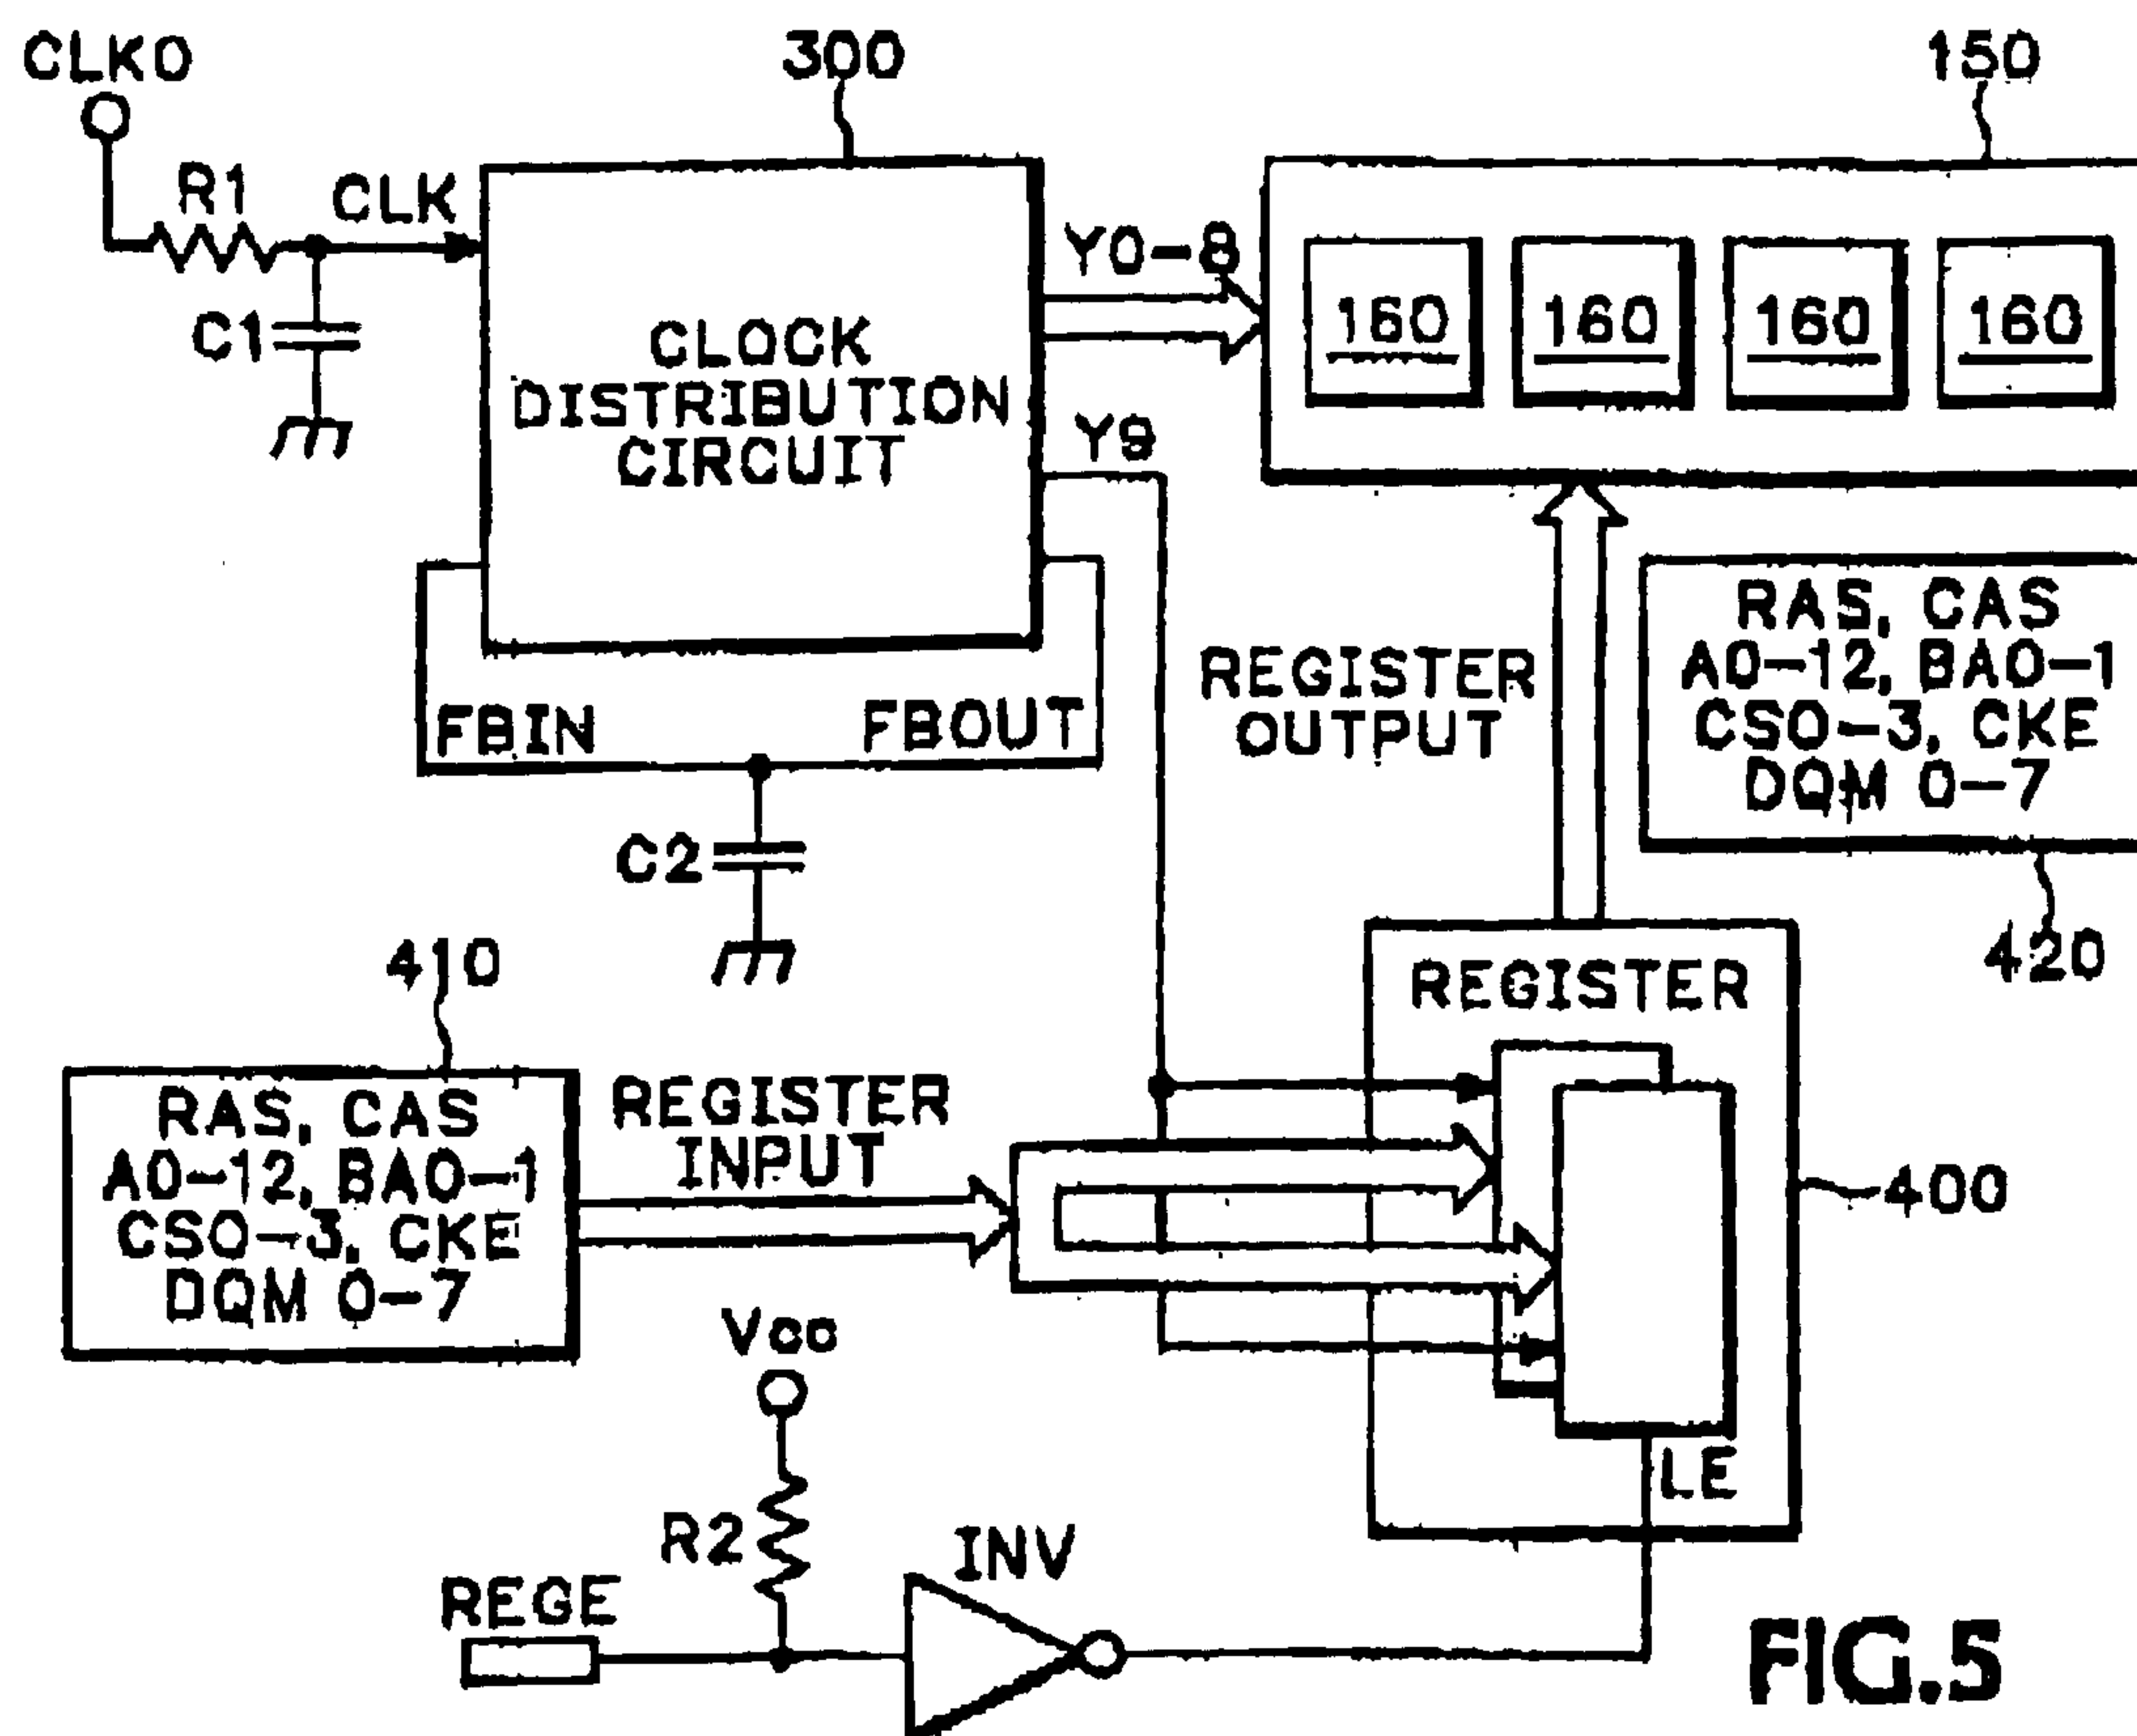 CLK0
300
150
R1
CLK
Y0-8
C1
160
160
160
160
CLOCK
DISTRIBUTION
CIRCUIT
Y9
RAS, CAS
A0-12, BA0-1
CS0-3, CKE
DQM 0-7
REGISTER
OUTPUT
FBIN
FBOUT
C2
410
420
REGISTER
RAS, CAS
A0-12, BA0-1
CS0-3, CKE
DQM 0-7
REGISTER
INPUT
400
Vcc
LE
R2
INV
REGE
FIG.5